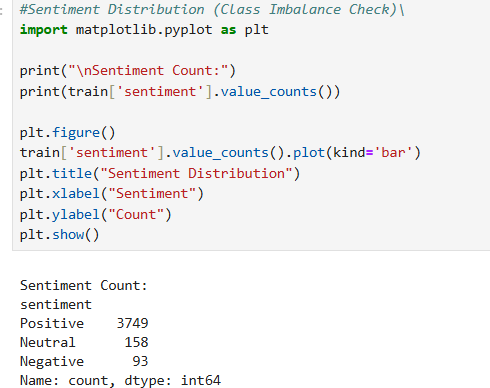 #Sentiment Distribution (Class Imbalance Check)\
import matplotlib.pyplot as plt
print("\nSentiment Count:")
print(train['sentiment'].value_counts())
plt.figure()
train['sentiment'].value_counts().plot(kind='bar')
plt.title("Sentiment Distribution")
plt.xlabel("Sentiment")
plt.ylabel("Count")
plt.show()
Sentiment Count:
sentiment
Positive    3749
Neutral      158
Negative      93
Name: count, dtype: int64